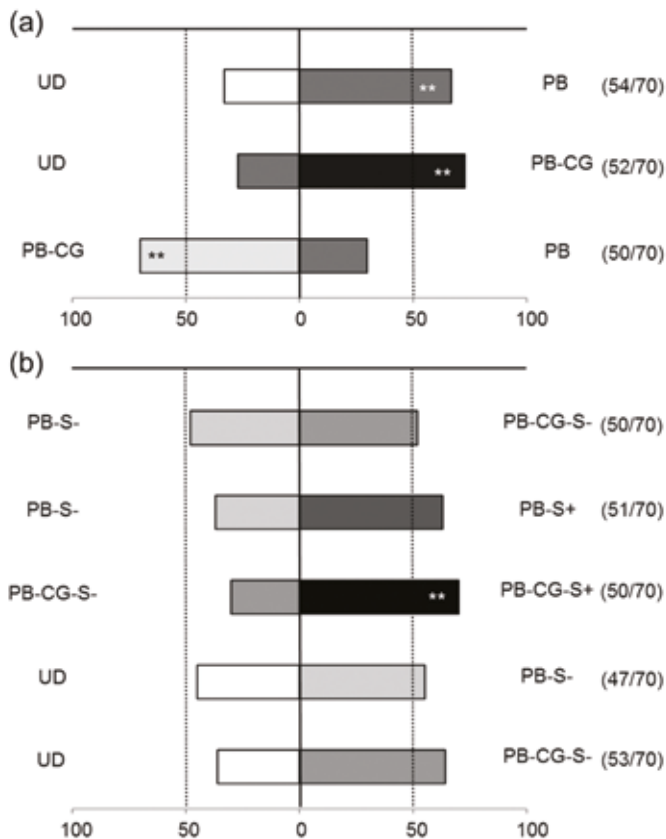 (a)
UD ** PB (54/70)
UD ** PB-CG (52/70)
PB-CG ** PB (50/70)
100 50 0 50 100
(b)
PB-S- PB-CG-S- (50/70)
PB-S- PB-S+ (51/70)
PB-CG-S- ** PB-CG-S+ (50/70)
UD PB-S- (47/70)
UD PB-CG-S- (53/70)
100 50 0 50 100